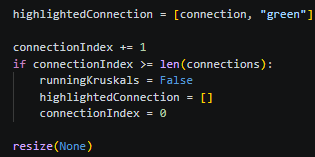 highlightedConnection = [connection, "green"]
connectionIndex += 1
if connectionIndex >= len(connections):
    runningKruskals = False
    highlightedConnection = []
    connectionIndex = 0
resize(None)